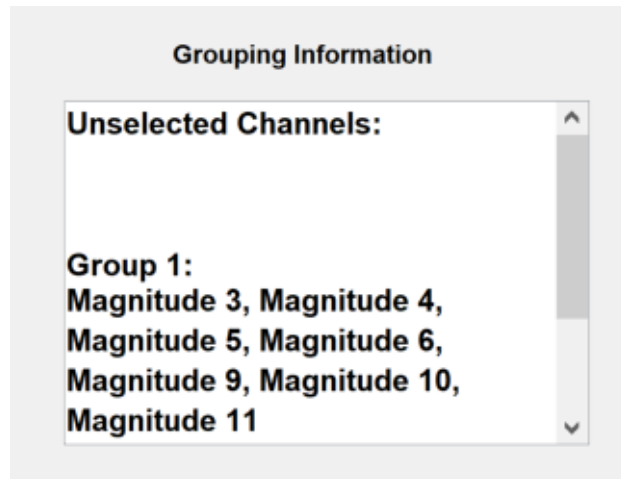 Grouping Information
Unselected Channels:
Group 1:
Magnitude 3, Magnitude 4,
Magnitude 5, Magnitude 6,
Magnitude 9, Magnitude 10,
Magnitude 11